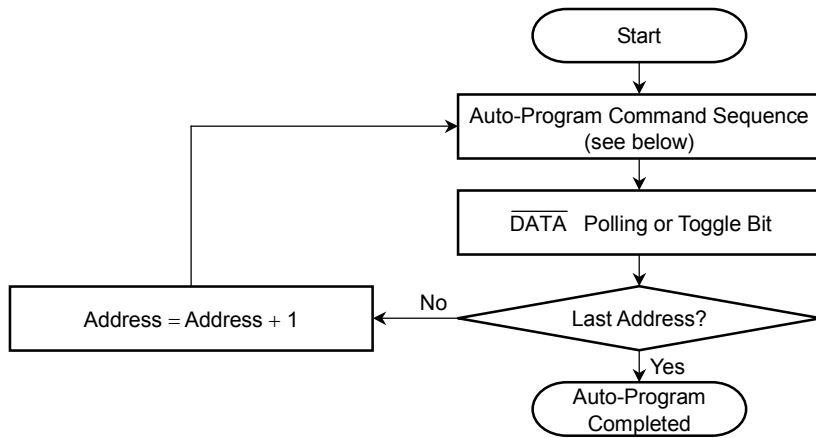 Start
Auto-Program Command Sequence
(see below)
DATA Polling or Toggle Bit
Last Address?
No
Address = Address + 1
Yes
Auto-Program
Completed